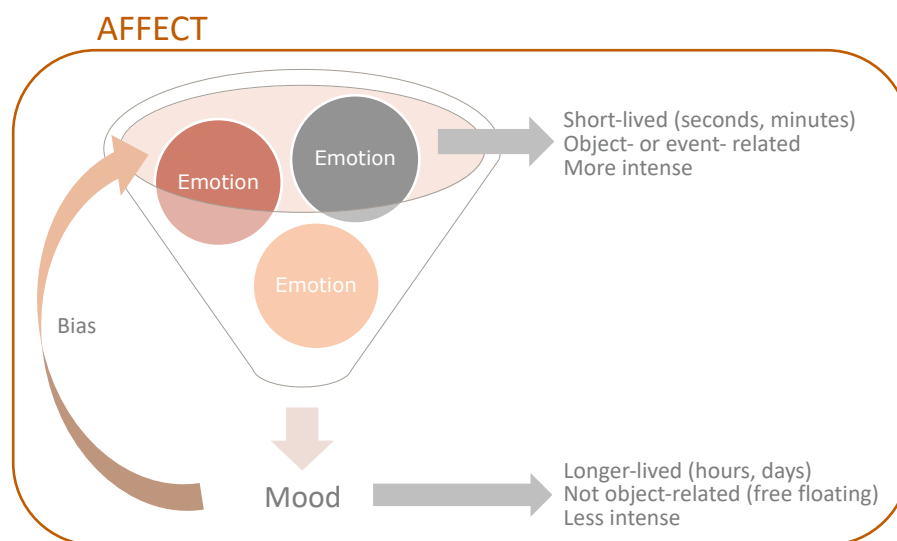 AFFECT
Short-lived (seconds, minutes)
Object- or event- related
More intense
Emotion
Emotion
Emotion
Bias
Mood
Longer-lived (hours, days)
Not object-related (free floating)
Less intense